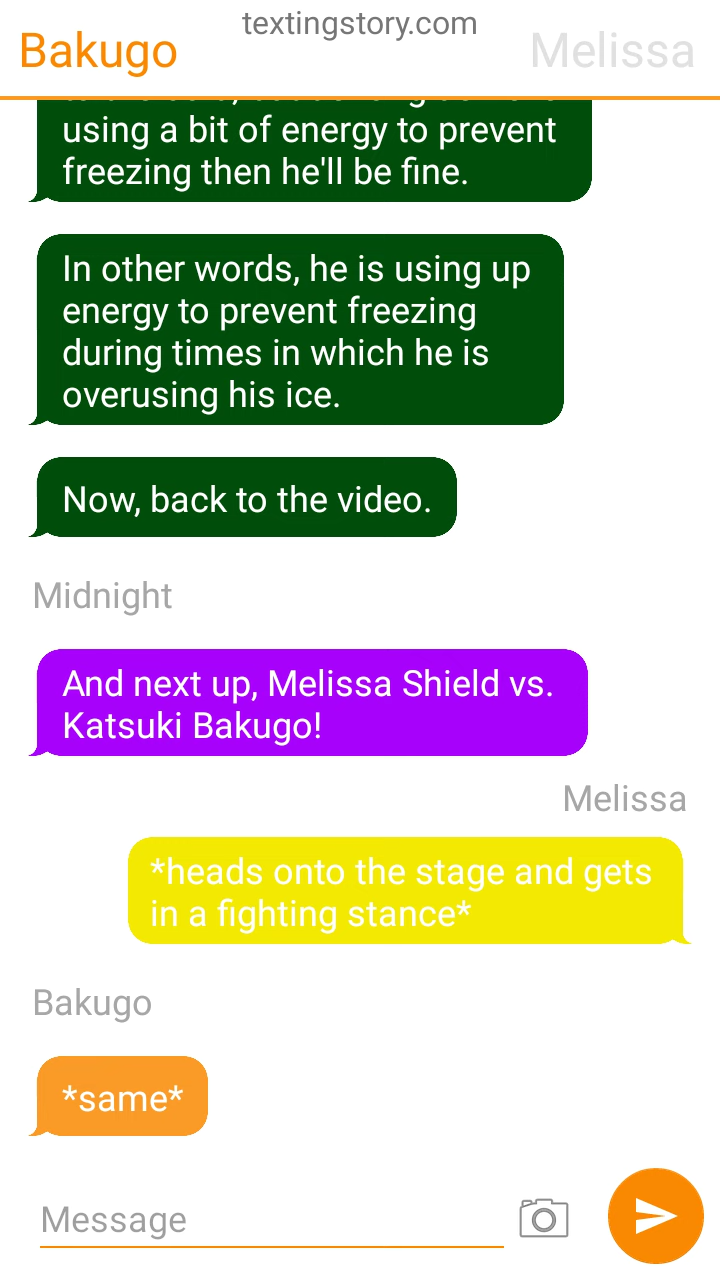 textingstory.com
Bakugo
Melissa
using a bit of energy to prevent
freezing then he'll be fine.
In other words, he is using up
energy to prevent freezing
during times in which he is
overusing his ice.
Now, back to the video.
Midnight
And next up, Melissa Shield vs.
Katsuki Bakugo!
Melissa
*heads onto the stage and gets
in a fighting stance*
Bakugo
*same*
Message